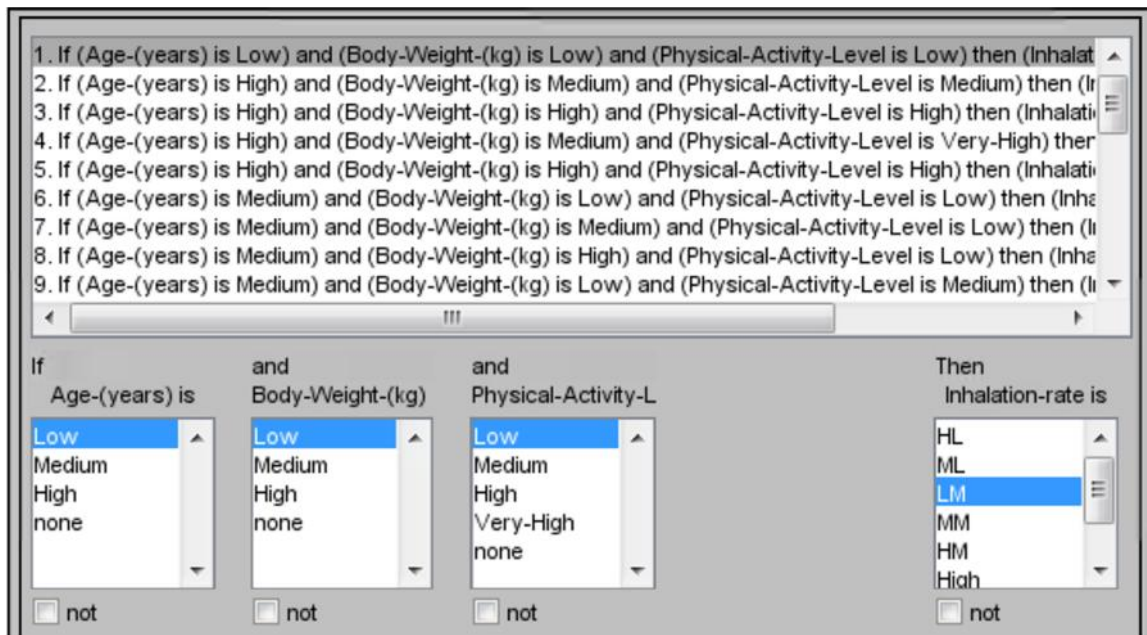 1. If (Age-(years) is Low) and (Body-Weight-(kg) is Low) and (Physical-Activity-Level is Low) then (Inhalat
2. If (Age-(years) is High) and (Body-Weight-(kg) is Medium) and (Physical-Activity-Level is Medium) then (Ir
3. If (Age-(years) is High) and (Body-Weight-(kg) is High) and (Physical-Activity-Level is High) then (Inhalati
4. If (Age-(years) is High) and (Body-Weight-(kg) is Medium) and (Physical-Activity-Level is Very-High) then
5. If (Age-(years) is High) and (Body-Weight-(kg) is High) and (Physical-Activity-Level is High) then (Inhalati
6. If (Age-(years) is Medium) and (Body-Weight-(kg) is Low) and (Physical-Activity-Level is Low) then (Inha
7. If (Age-(years) is Medium) and (Body-Weight-(kg) is Medium) and (Physical-Activity-Level is Low) then (I
8. If (Age-(years) is Medium) and (Body-Weight-(kg) is High) and (Physical-Activity-Level is Low) then (Inha
9. If (Age-(years) is Medium) and (Body-Weight-(kg) is Low) and (Physical-Activity-Level is Medium) then (I
If and and Then
Age-(years) is Body-Weight-(kg) Physical-Activity-L Inhalation-rate is
Low Low Low HL
Medium Medium Medium ML
High High High LM
none none Very-High MM
none HM
High
not not not not